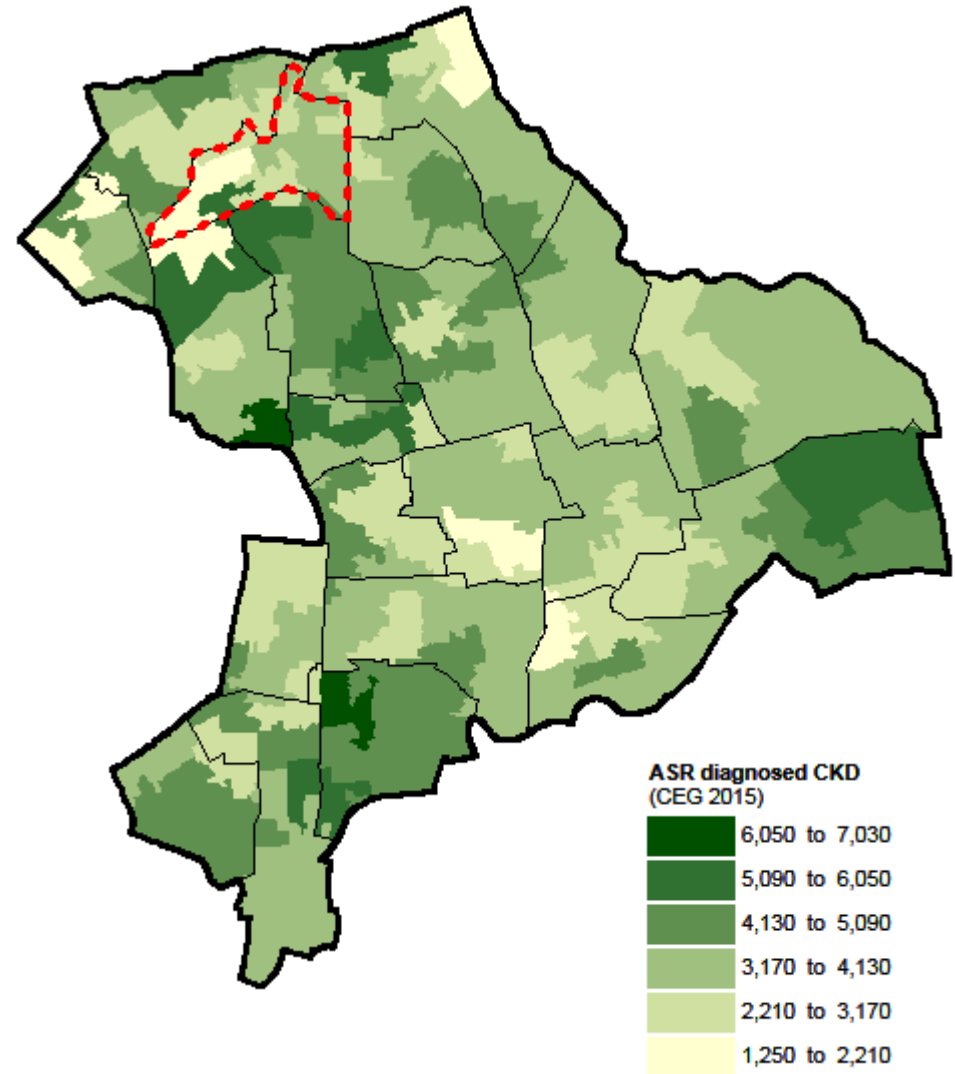 ASR diagnosed CKD
(CEG 2015)
6,050 to 7,030
5,090 to 6,050
4,130 to 5,090
3,170 to 4,130
2,210 to 3,170
1,250 to 2,210